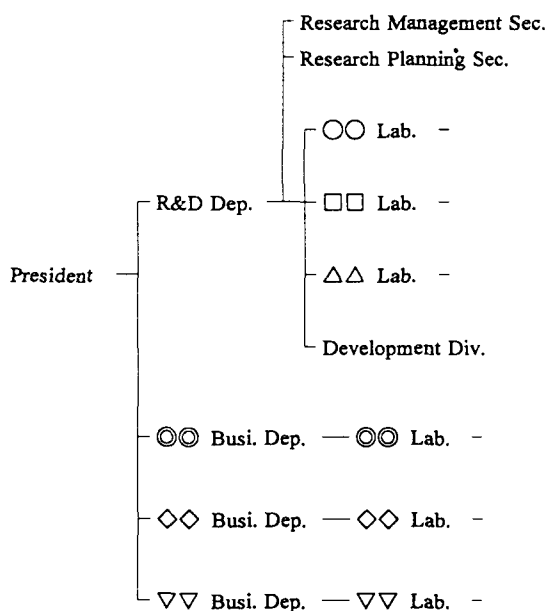 Research Management Sec.
Research Planning Sec.
○○ Lab.
R&D Dep.
□□ Lab.
President
△△ Lab.
Development Div.
◎◎ Busi. Dep. ◎◎ Lab.
◇◇ Busi. Dep. ◇◇ Lab.
▽▽ Busi. Dep. ▽▽ Lab.